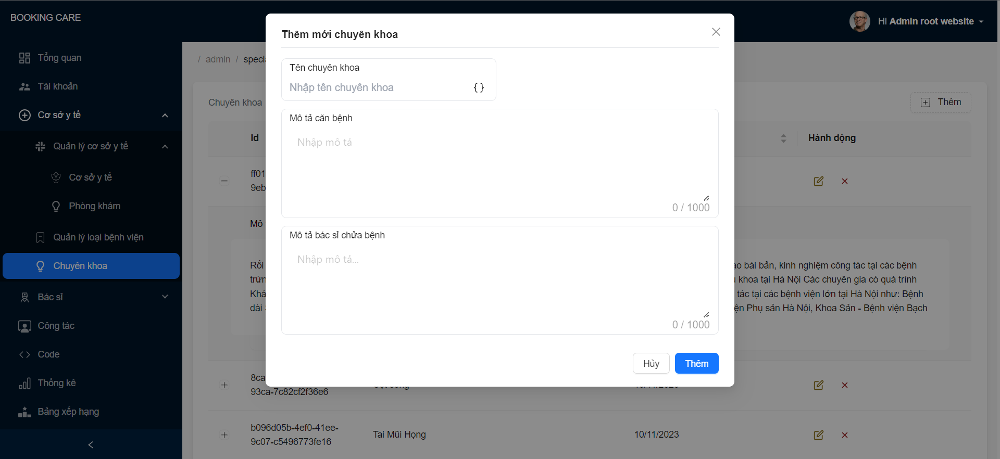 BOOKING CARE
Hi Admin root website
Tổng quan
Tài khoản
Cơ sở y tế
Quản lý cơ sở y tế
Cơ sở y tế
Phòng khám
Quản lý loại bệnh viện
Chuyên khoa
Bác sĩ
Công tác
Code
Thống kê
Bảng xếp hạng
/ admin /
Chuyên khoa
Thêm
Id
Hành động
ff01
9eb
Mô
Rối
trứn
Khá
dài
bài bản, kinh nghiệm công tác tại các bệnh
khoa tại Hà Nội Các chuyên gia có quá trình
tác tại các bệnh viện lớn tại Hà Nội như: Bệnh
Phụ sản Hà Nội, Khoa Sản - Bệnh viện Bạch
8ca
93ca-7c82cf2f36e6
b096d05b-4ef0-41ee-
9c07-c5496773fe16
Tai Mũi Họng
10/11/2023
Thêm mới chuyên khoa
Tên chuyên khoa
Nhập tên chuyên khoa
{}
Mô tả căn bệnh
Nhập mô tả
0 / 1000
Mô tả bác sỉ chửa bệnh
Nhập mô tả...
0 / 1000
Hủy
Thêm